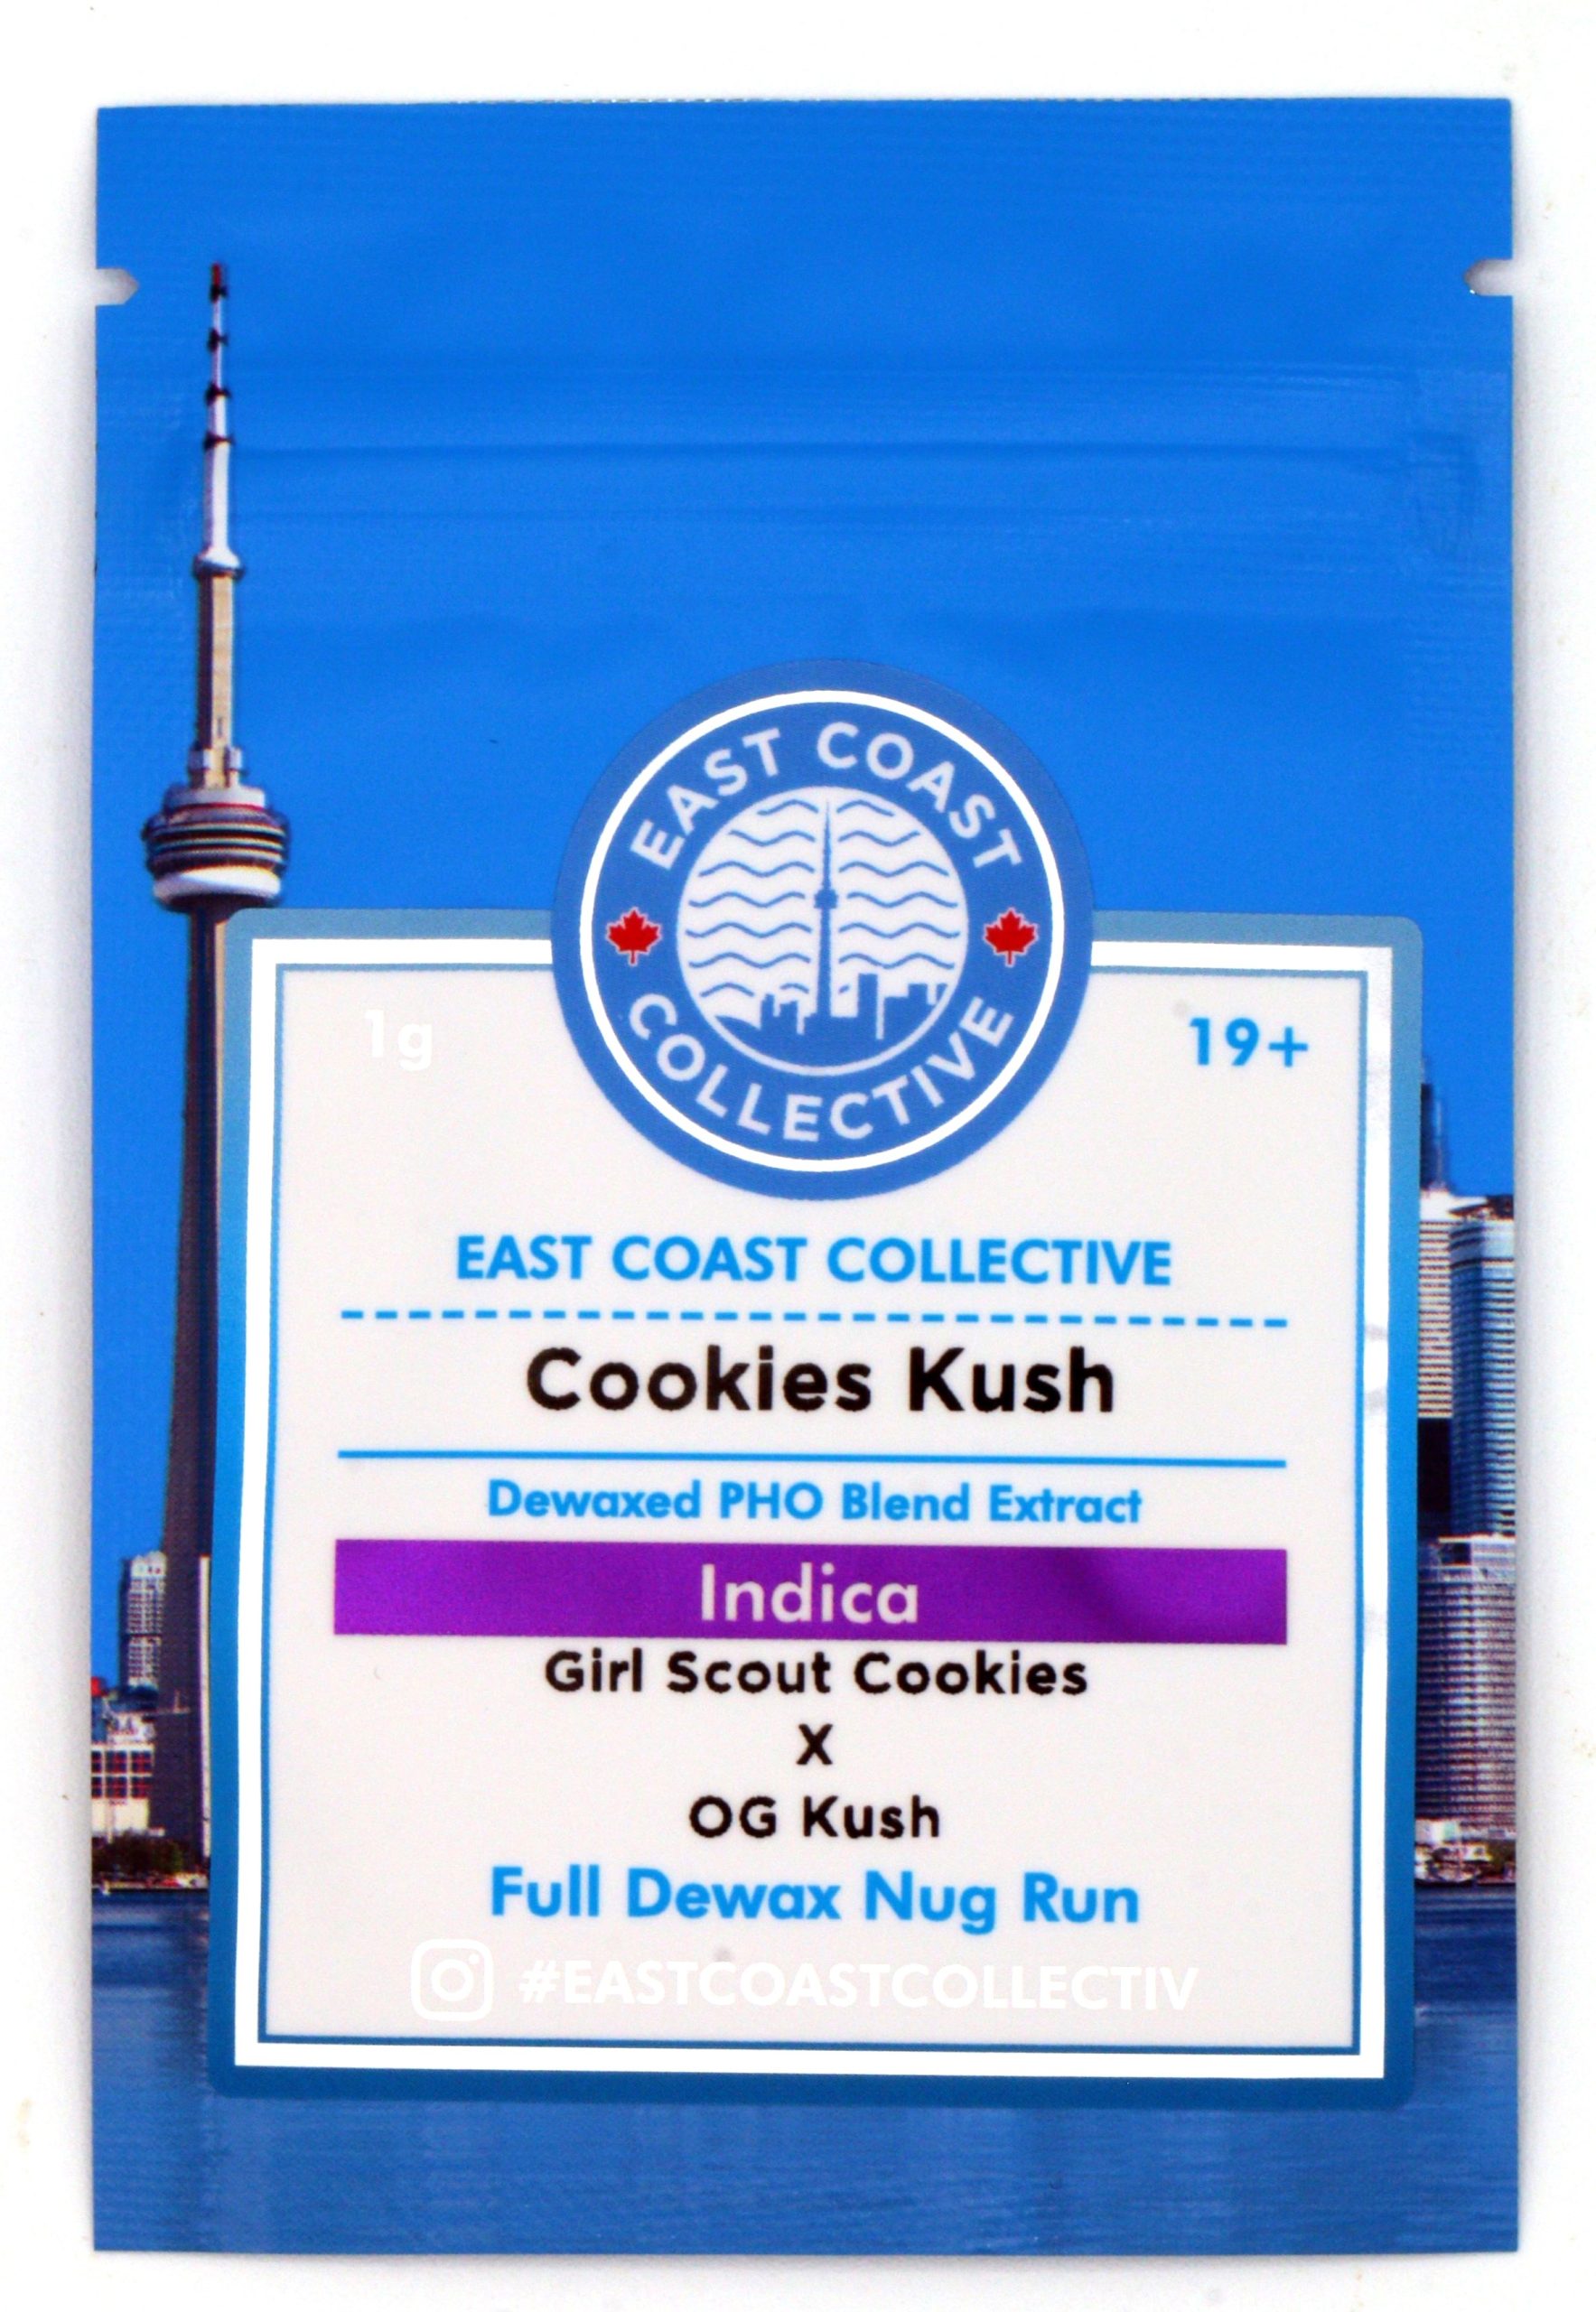 EAST COAST
COLLECTIVE
1g
19+
EAST COAST COLLECTIVE
Cookies Kush
Dewaxed PHO Blend Extract
Indica
Girl Scout Cookies
X
OG Kush
Full Dewax Nug Run
#EASTCOASTCOLLECTIV